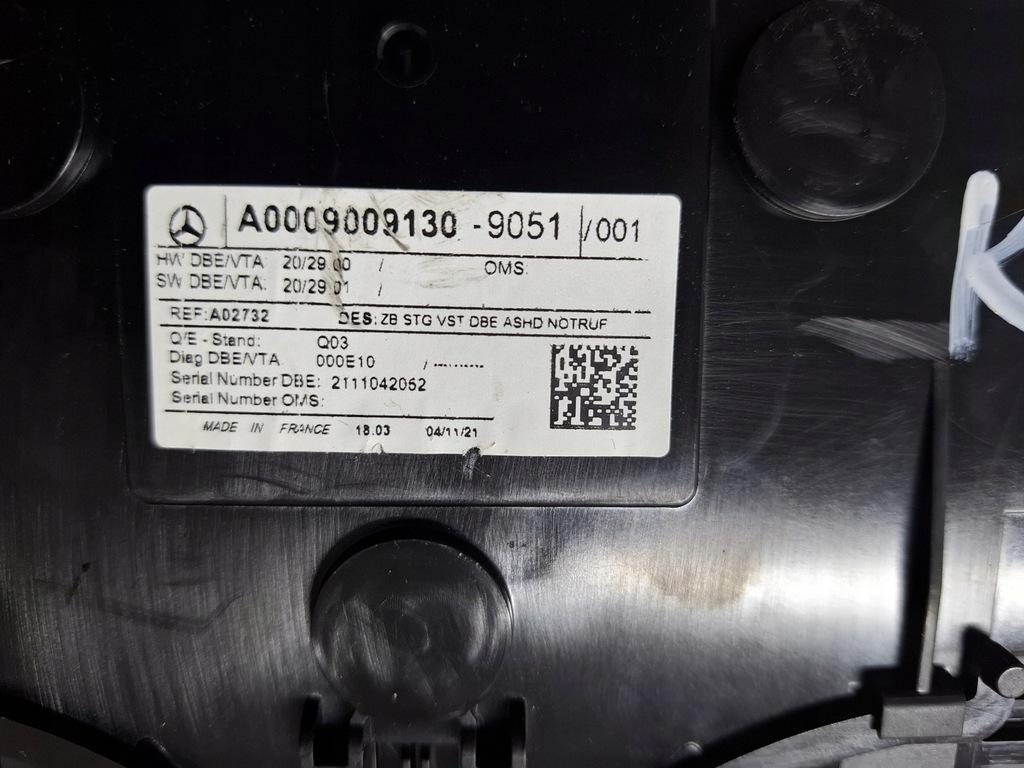 A0009009130 -9051 /001
HW DBE/VTA: 20/29 00 / OMS:
SW DBE/VTA: 20/29 01 /
REF:A02732 DES: ZB STG VST DBE ASHD NOTRUF
Q/E - Stand: Q03
Diag DBE/VTA 000E10 /--------
Serial Number DBE: 2111042052
Serial Number OMS:
MADE IN FRANCE 18.03 04/11/21
1